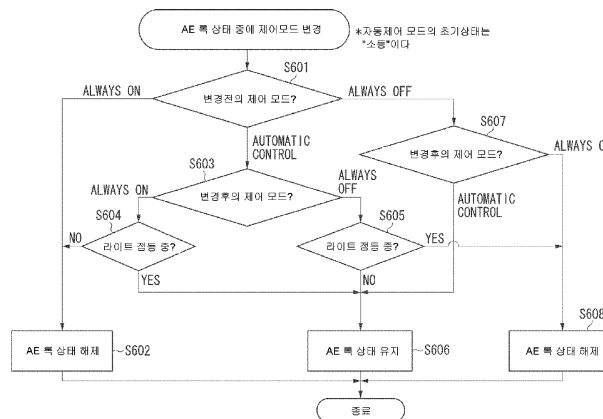 AE 록 상태 중에 제어모드 변경
*자동제어 모드의 초기상태는
"소등"이다
S601
변경전의 제어 모드?
ALWAYS ON
ALWAYS OFF
AUTOMATIC
CONTROL
S607
변경후의 제어 모드?
ALWAYS O
AUTOMATIC
CONTROL
S603
변경후의 제어 모드?
ALWAYS ON
ALWAYS
OFF
S604
라이트 점등 중?
NO
YES
S605
라이트 점등 중?
YES
NO
AE 록 상태 해제
S602
AE 록 상태 유지
S606
S608
AE 록 상태 해제
종료